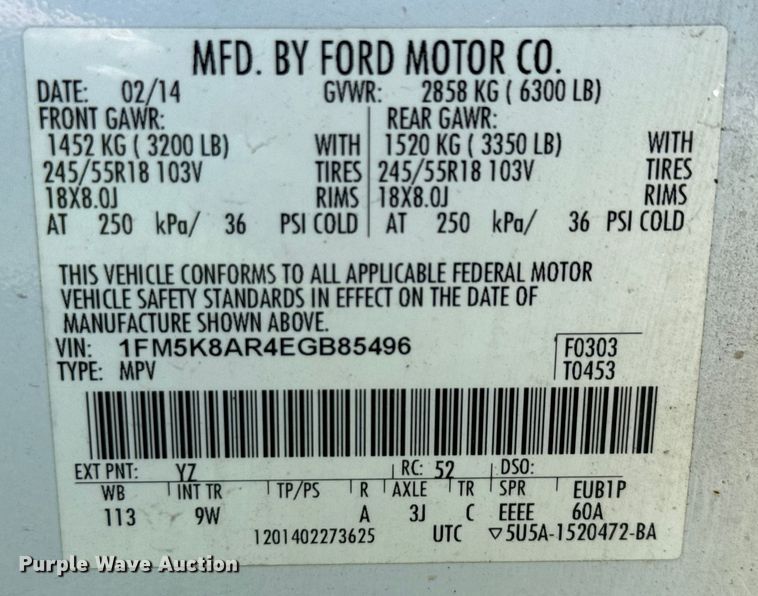 MFD. BY FORD MOTOR CO.
DATE: 02/14 GVWR: 2858 KG ( 6300 LB)
FRONT GAWR: REAR GAWR:
1452 KG ( 3200 LB) WITH 1520 KG ( 3350 LB) WITH
245/55R18 103V TIRES 245/55R18 103V TIRES
18X8.0J RIMS 18X8.0J RIMS
AT 250 kPa/ 36 PSI COLD AT 250 kPa/ 36 PSI COLD
THIS VEHICLE CONFORMS TO ALL APPLICABLE FEDERAL MOTOR
VEHICLE SAFETY STANDARDS IN EFFECT ON THE DATE OF
MANUFACTURE SHOWN ABOVE.
VIN: 1FM5K8AR4EGB85496 F0303
TYPE: MPV T0453
EXT PNT: YZ RC: 52 DSO:
WB INT TR TP/PS R AXLE TR SPR EUB1P
113 9W A 3J C EEEE 60A
1201402273625 UTC ▽5U5A-1520472-BA
Purple Wave Auction